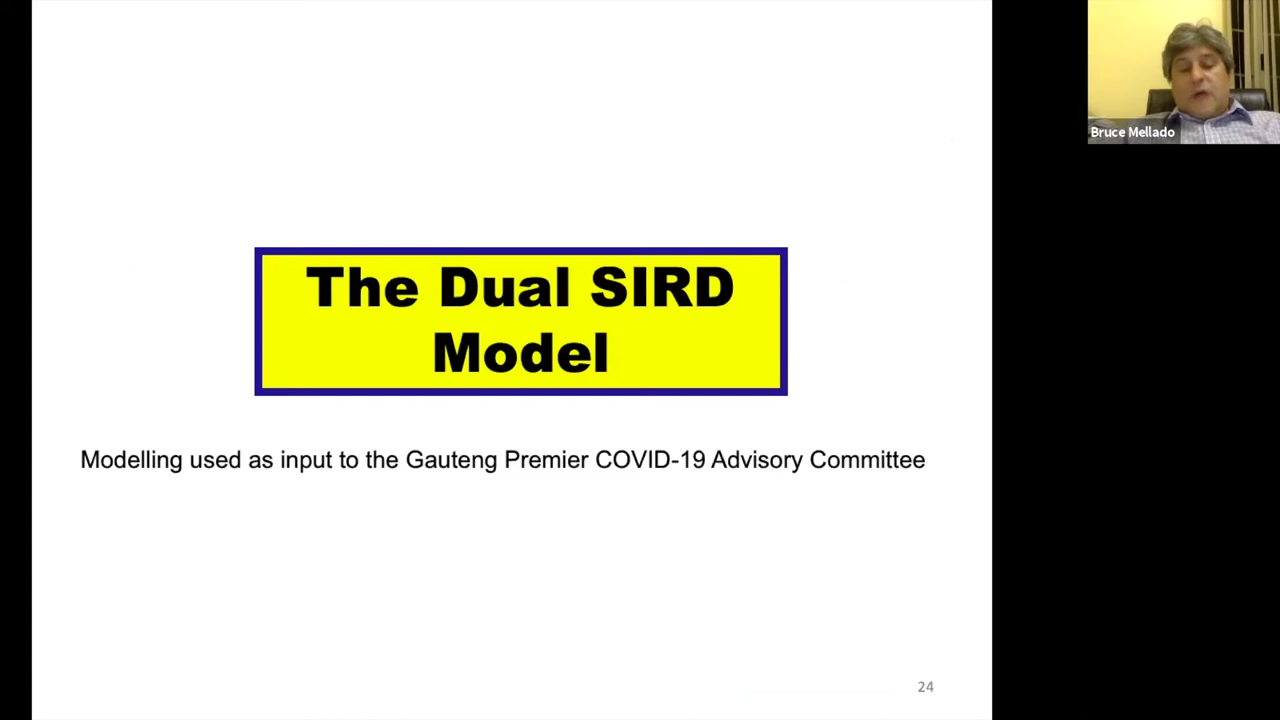 The Dual SIRD
Model
Modelling used as input to the Gauteng Premier COVID-19 Advisory Committee
24
Bruce Mellado